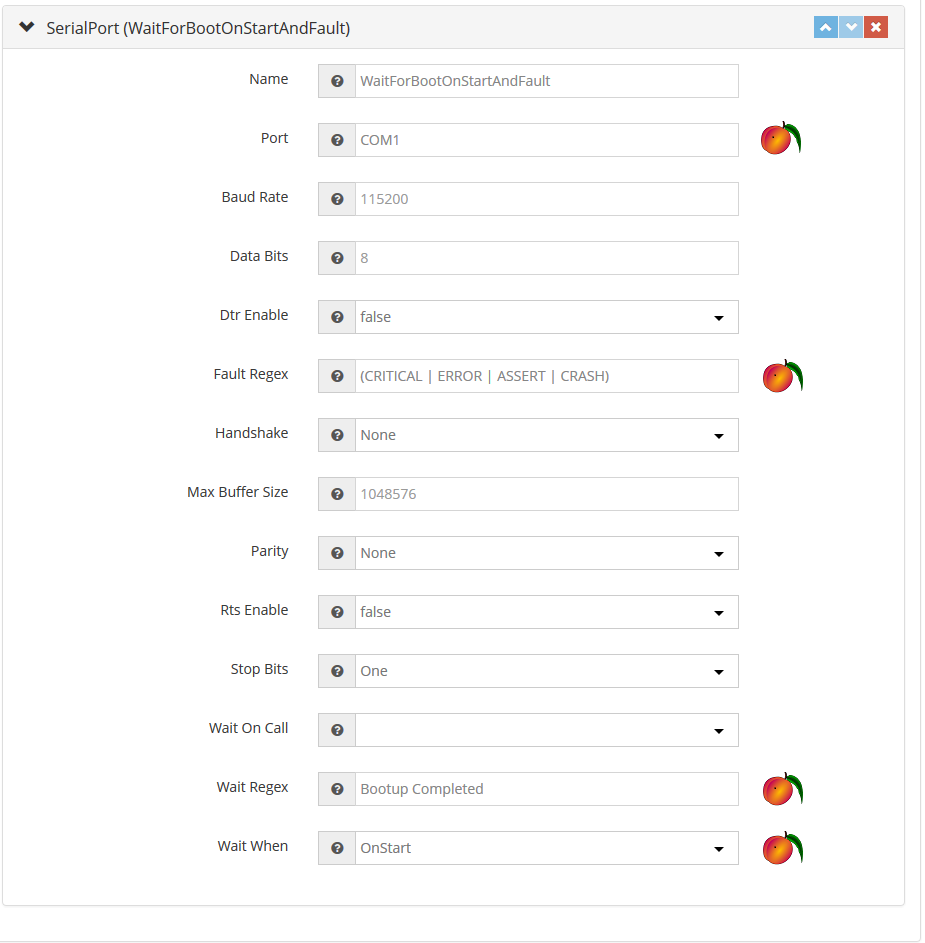 SerialPort (WaitForBootOnStartAndFault)
Name ? WaitForBootOnStartAndFault
Port ? COM1
Baud Rate ? 115200
Data Bits ? 8
Dtr Enable ? false
Fault Regex ? (CRITICAL | ERROR | ASSERT | CRASH)
Handshake ? None
Max Buffer Size ? 1048576
Parity ? None
Rts Enable ? false
Stop Bits ? One
Wait On Call ?
Wait Regex ? Bootup Completed
Wait When ? OnStart